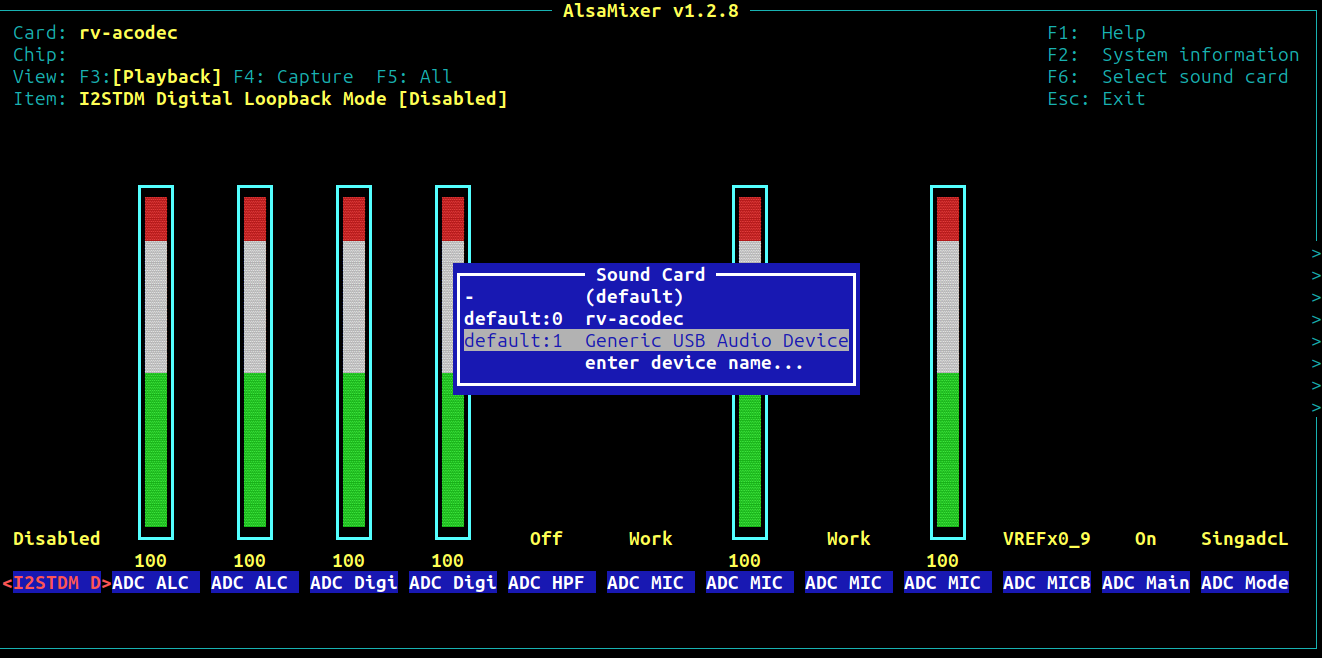 AlsaMixer v1.2.8
Card: rv-acodec F1: Help
Chip: F2: System information
View: F3:[Playback] F4: Capture F5: All F6: Select sound card
Item: I2STDM Digital Loopback Mode [Disabled] Esc: Exit
Sound Card
- (default)
default:0 rv-acodec
default:1 Generic USB Audio Device
enter device name...
>
>
>
>
>
>
>
>
Disabled Off Work Work VREFx0_9 On SingadcL
100 100 100 100 100 100
<I2STDM D>ADC ALC ADC ALC ADC Digi ADC Digi ADC HPF ADC MIC ADC MIC ADC MIC ADC MIC ADC MICB ADC Main ADC Mode